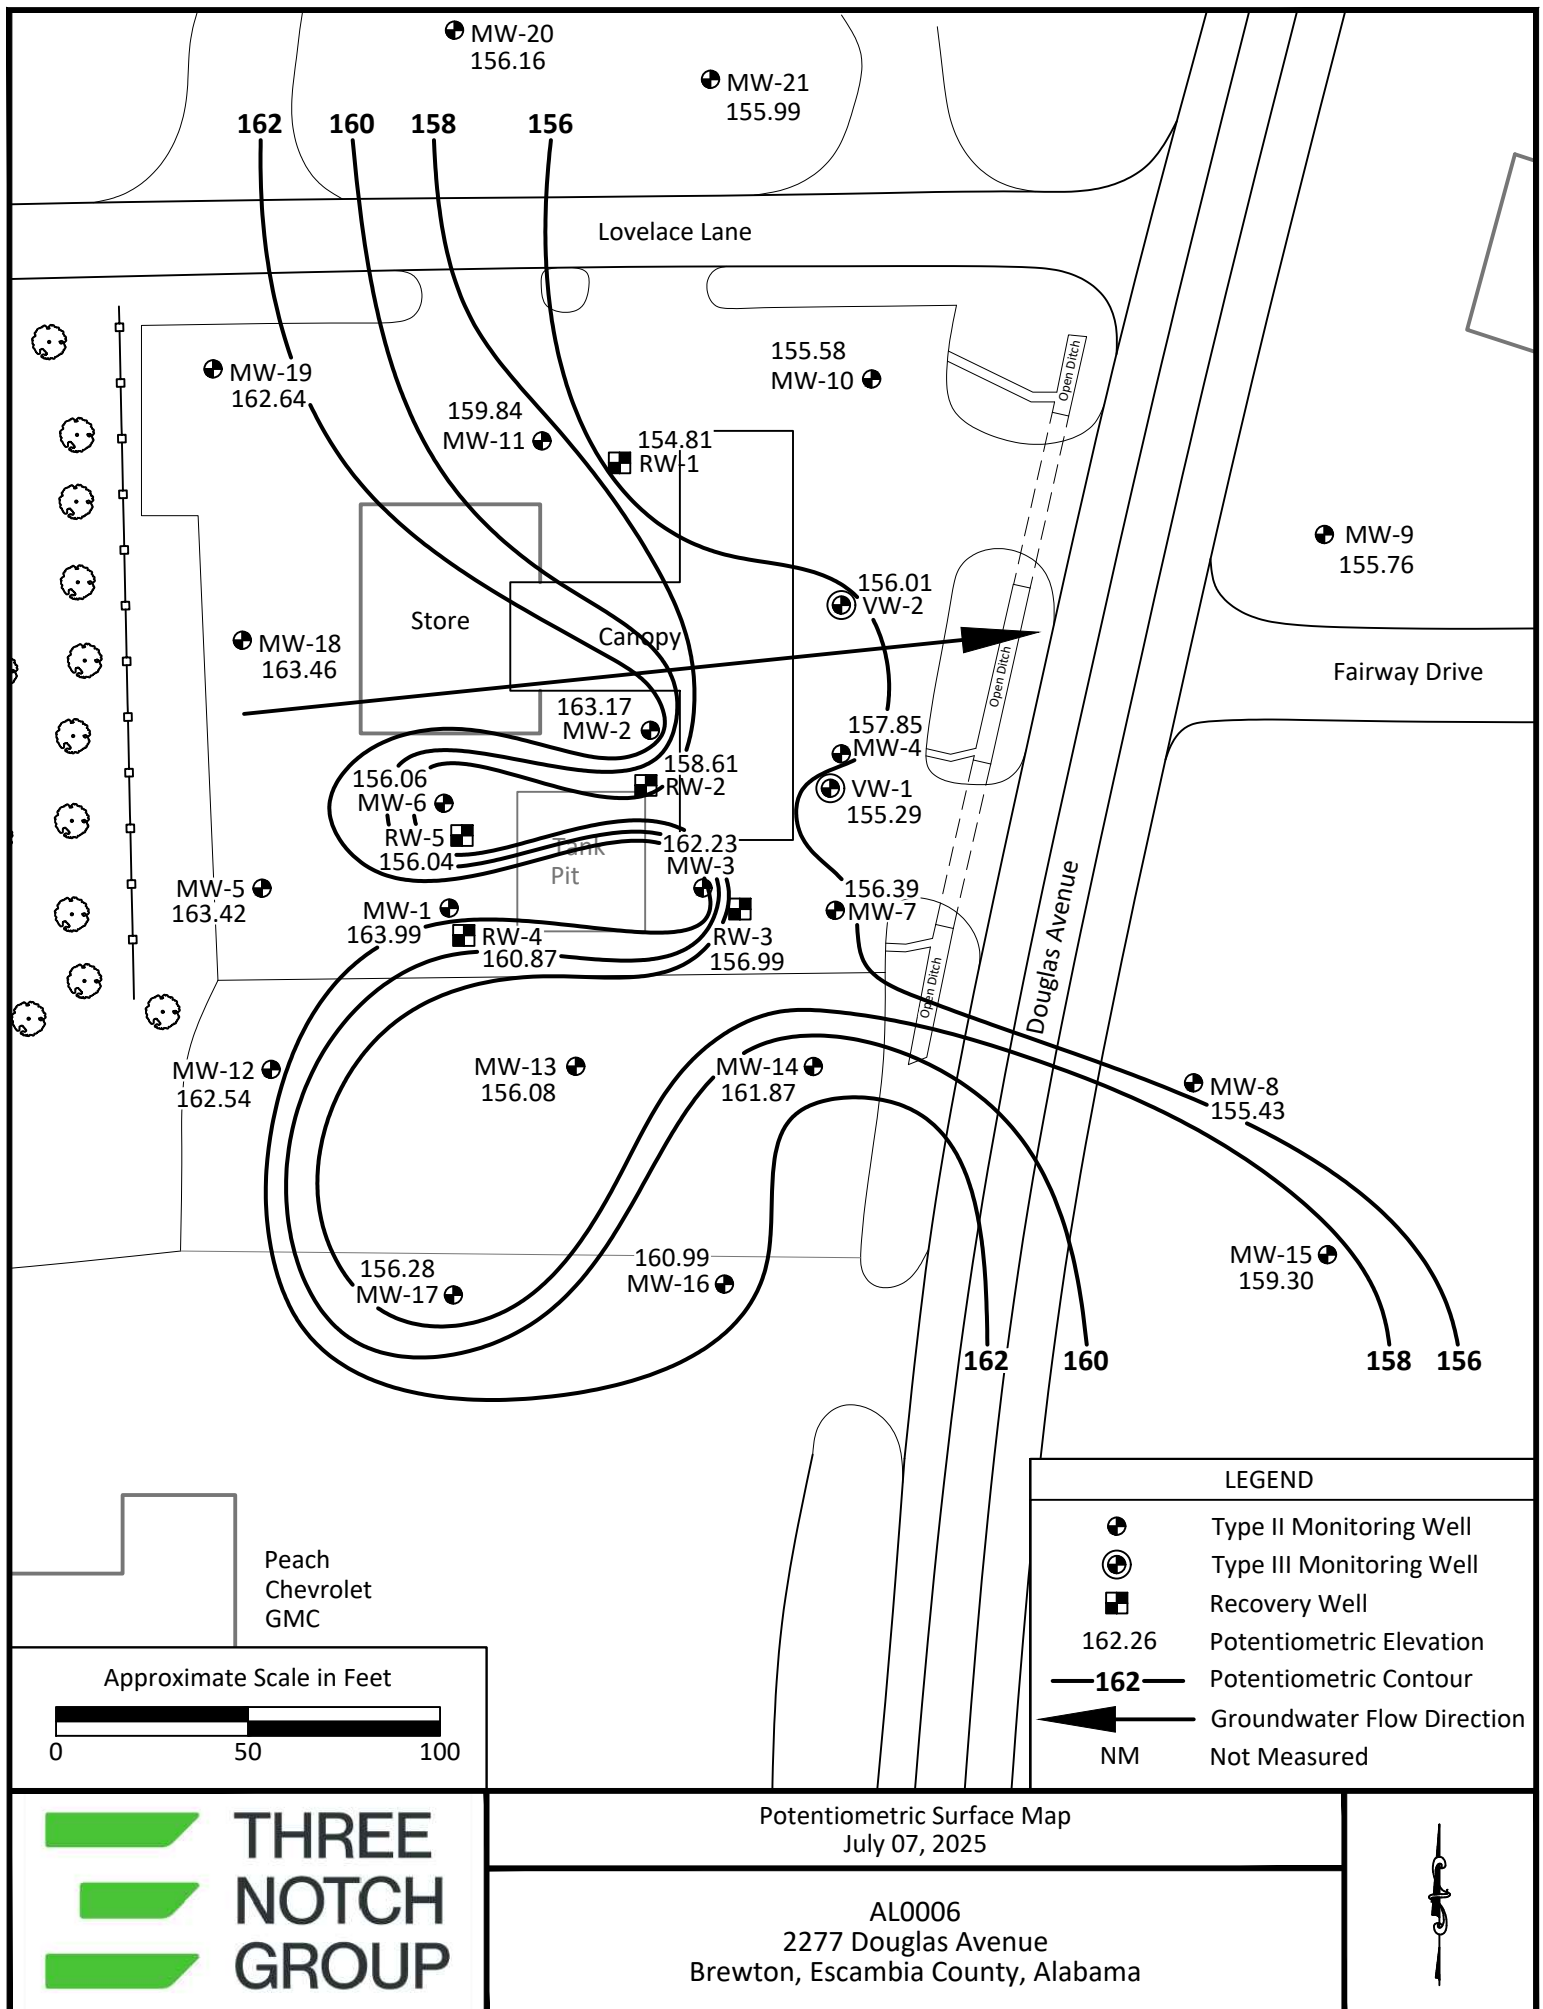 MW-20
156.16
MW-21
155.99
162
160
158
156
Lovelace Lane
155.58
MW-10
Open Ditch
MW-19
162.64
159.84
MW-11
154.81
RW-1
MW-9
155.76
156.01
VW-2
Store
Canopy
MW-18
163.46
Open Ditch
Fairway Drive
163.17
MW-2
157.85
MW-4
158.61
RW-2
156.06
MW-6
VW-1
155.29
RW-5
156.04
Tank
Pit
162.23
MW-3
MW-5
163.42
MW-1
163.99
156.39
MW-7
RW-4
160.87
RW-3
156.99
Open Ditch
Douglas Avenue
MW-12
162.54
MW-13
156.08
MW-14
161.87
MW-8
155.43
156.28
MW-17
160.99
MW-16
MW-15
159.30
162
160
158
156
Peach
Chevrolet
GMC
LEGEND
Type II Monitoring Well
Type III Monitoring Well
Recovery Well
162.26 Potentiometric Elevation
162 Potentiometric Contour
Groundwater Flow Direction
NM Not Measured
Approximate Scale in Feet
0 50 100
THREE
NOTCH
GROUP
Potentiometric Surface Map
July 07, 2025
AL0006
2277 Douglas Avenue
Brewton, Escambia County, Alabama